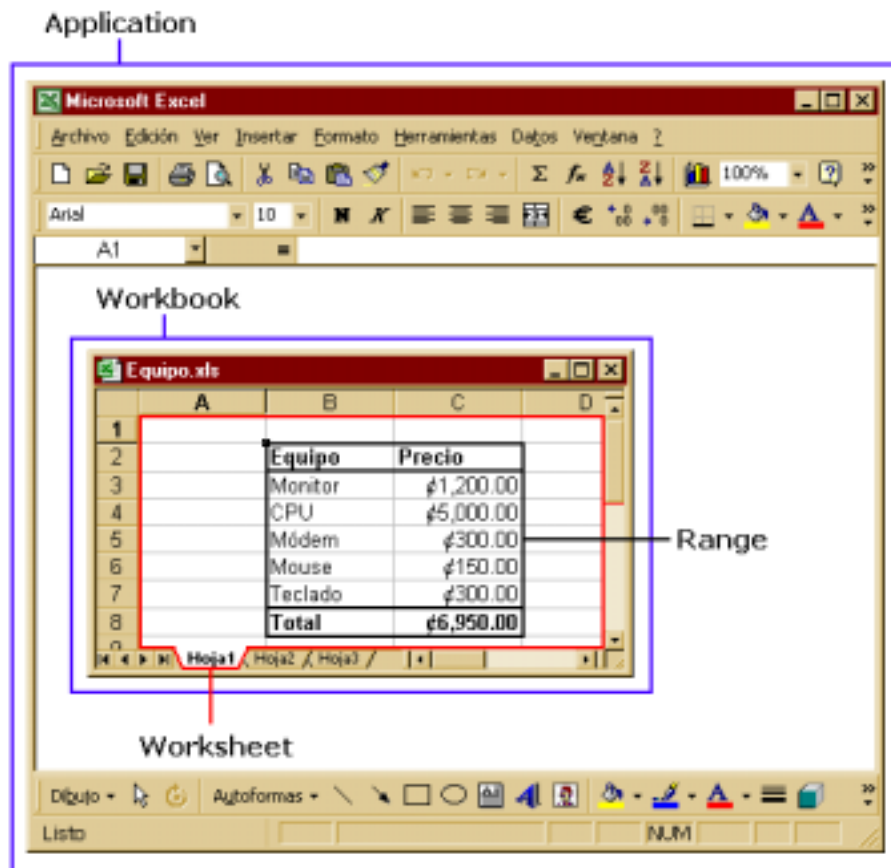 Application
Microsoft Excel
Archivo Edición Ver Insertar Formato Herramientas Datos Ventana ?
Σ fx A Z Z A 100% ?
Arial 10 N K € A
A1 =
Workbook
Equipo.xls
A B C D
1
2 Equipo Precio
3 Monitor ¢1,200.00
4 CPU ¢5,000.00
5 Módem ¢300.00
6 Mouse ¢150.00
7 Teclado ¢300.00
8 Total ¢6,950.00
9
Range
Hoja1 Hoja2 Hoja3
Worksheet
Dibujo Autoformas A A
Listo NUM